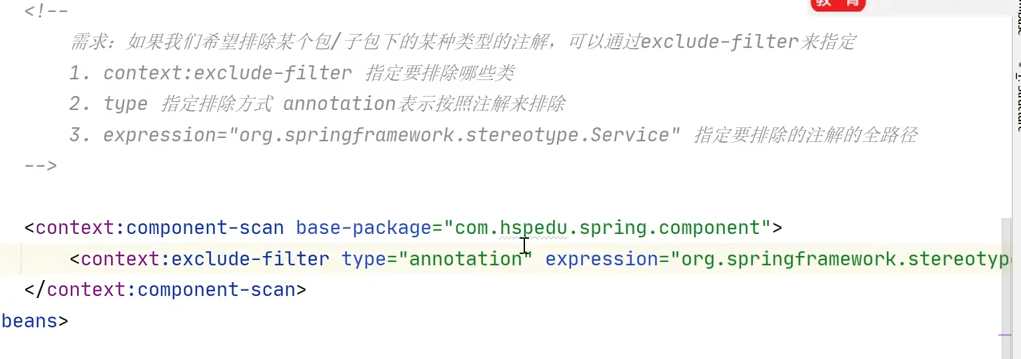 教 育
<!--
需求：如果我们希望排除某个包/子包下的某种类型的注解，可以通过exclude-filter来指定
1. context:exclude-filter 指定要排除哪些类
2. type 指定排除方式 annotation表示按照注解来排除
3. expression="org.springframework.stereotype.Service" 指定要排除的注解的全路径
-->
<context:component-scan base-package="com.hspedu.spring.component">
<context:exclude-filter type="annotation" expression="org.springframework.stereotyp
</context:component-scan>
beans>